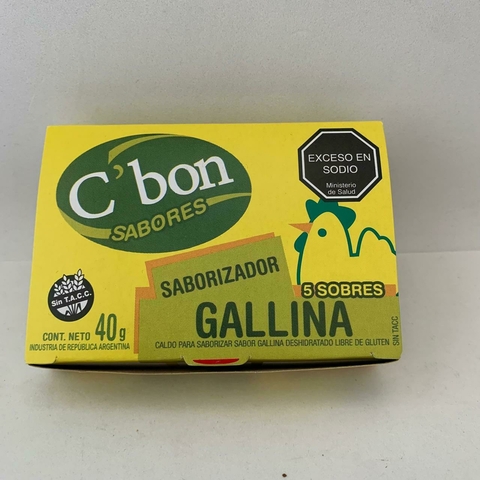 C'bon
SABORES
EXCESO EN
SODIO
Ministerio
de Salud
SABORIZADOR
5 SOBRES
GALLINA
Sin T.A.C.C.
CONT. NETO 40 g
INDUSTRIA DE REPÚBLICA ARGENTINA
CALDO PARA SABORIZAR SABOR GALLINA DESHIDRATADO LIBRE DE GLUTEN
SIN TACC